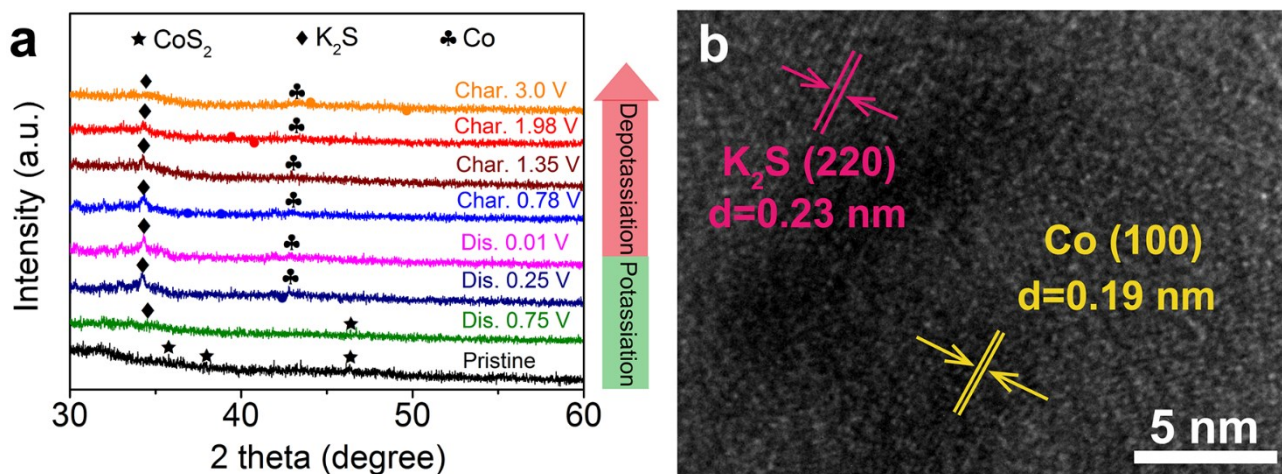 a
★ CoS₂ ♦ K₂S ♣ Co
Intensity (a.u.)
Char. 3.0 V
Char. 1.98 V
Char. 1.35 V
Char. 0.78 V
Dis. 0.01 V
Dis. 0.25 V
Dis. 0.75 V
Pristine
30 40 50 60
2 theta (degree)
Depotassiation
Potassiation
b
K₂S (220)
d=0.23 nm
Co (100)
d=0.19 nm
5 nm